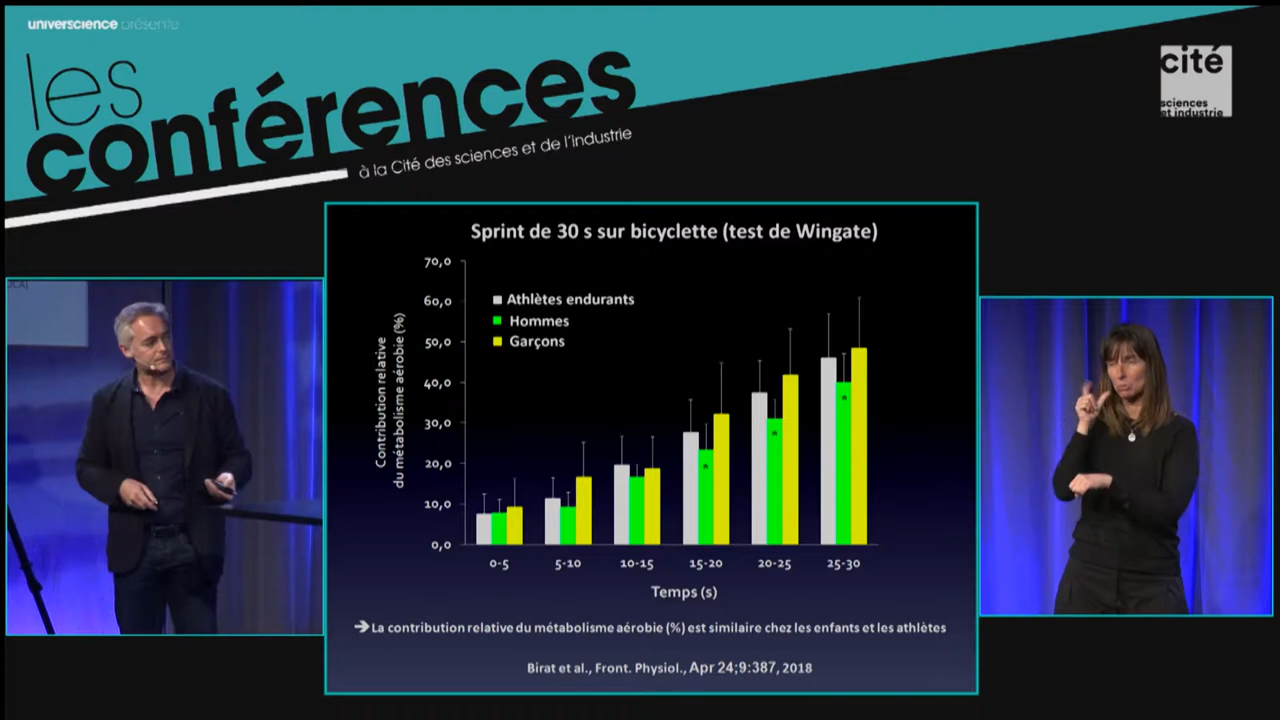 universcience présente
les
conférences
à la Cité des sciences et de l'industrie
cité
sciences
et industrie
Sprint de 30 s sur bicyclette (test de Wingate)
Contribution relative
du métabolisme aérobie (%)
70,0
60,0
50,0
40,0
30,0
20,0
10,0
0,0
Athlètes endurants
Hommes
Garçons
*
*
*
0-5
5-10
10-15
15-20
20-25
25-30
Temps (s)
➔ La contribution relative du métabolisme aérobie (%) est similaire chez les enfants et les athlètes
Birat et al., Front. Physiol., Apr 24;9:387, 2018